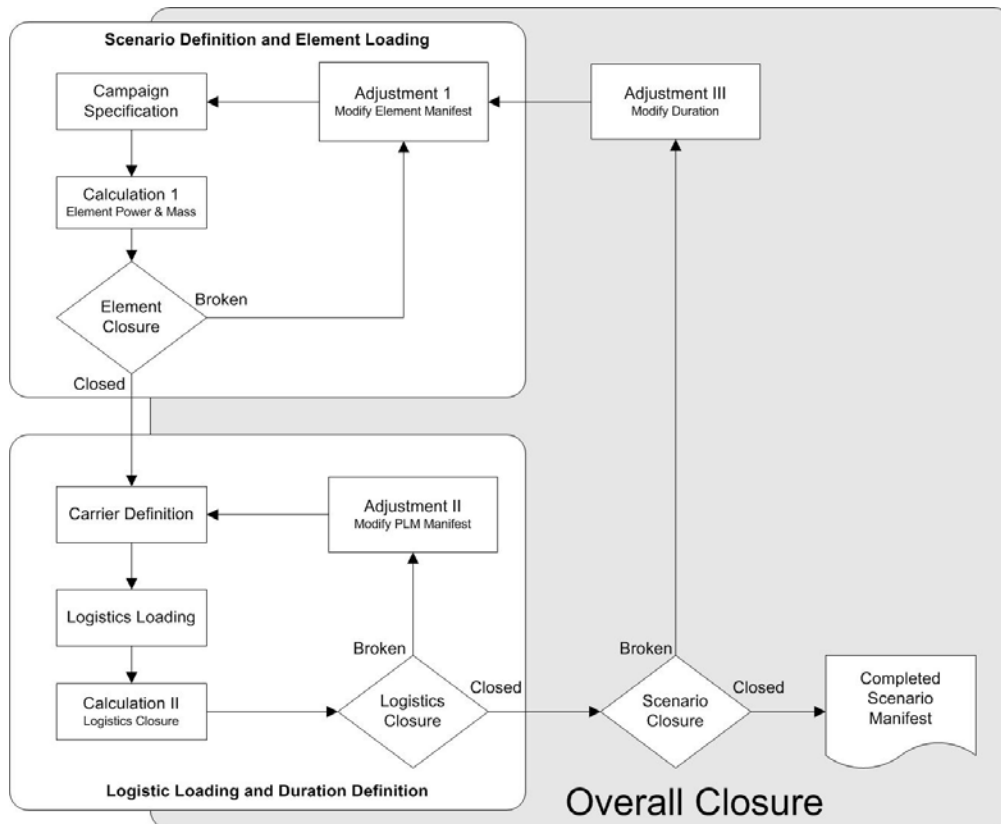 Scenario Definition and Element Loading
Campaign
Specification
Adjustment 1
Modify Element Manifest
Adjustment III
Modify Duration
Calculation 1
Element Power & Mass
Element
Closure
Broken
Closed
Carrier Definition
Adjustment II
Modify PLM Manifest
Logistics Loading
Calculation II
Logistics Closure
Broken
Logistics
Closure
Closed
Broken
Scenario
Closure
Closed
Completed
Scenario
Manifest
Logistic Loading and Duration Definition
Overall Closure